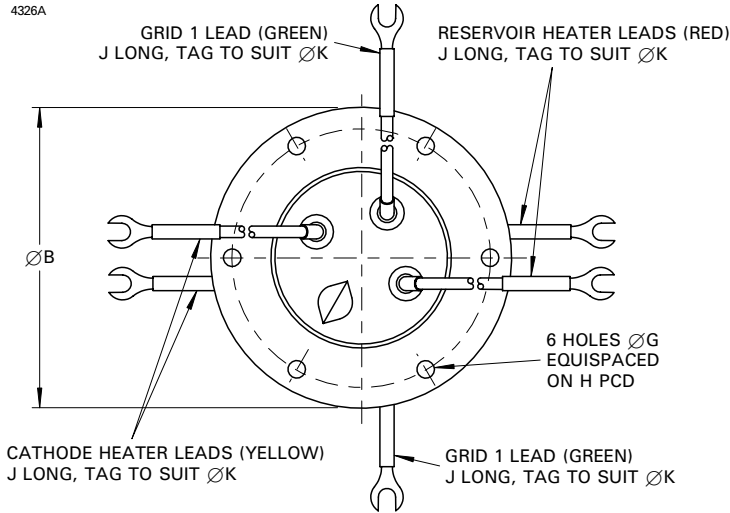 4326A
GRID 1 LEAD (GREEN)
J LONG, TAG TO SUIT ∅K
RESERVOIR HEATER LEADS (RED)
J LONG, TAG TO SUIT ∅K
∅B
6 HOLES ∅G
EQUISPACED
ON H PCD
CATHODE HEATER LEADS (YELLOW)
J LONG, TAG TO SUIT ∅K
GRID 1 LEAD (GREEN)
J LONG, TAG TO SUIT ∅K